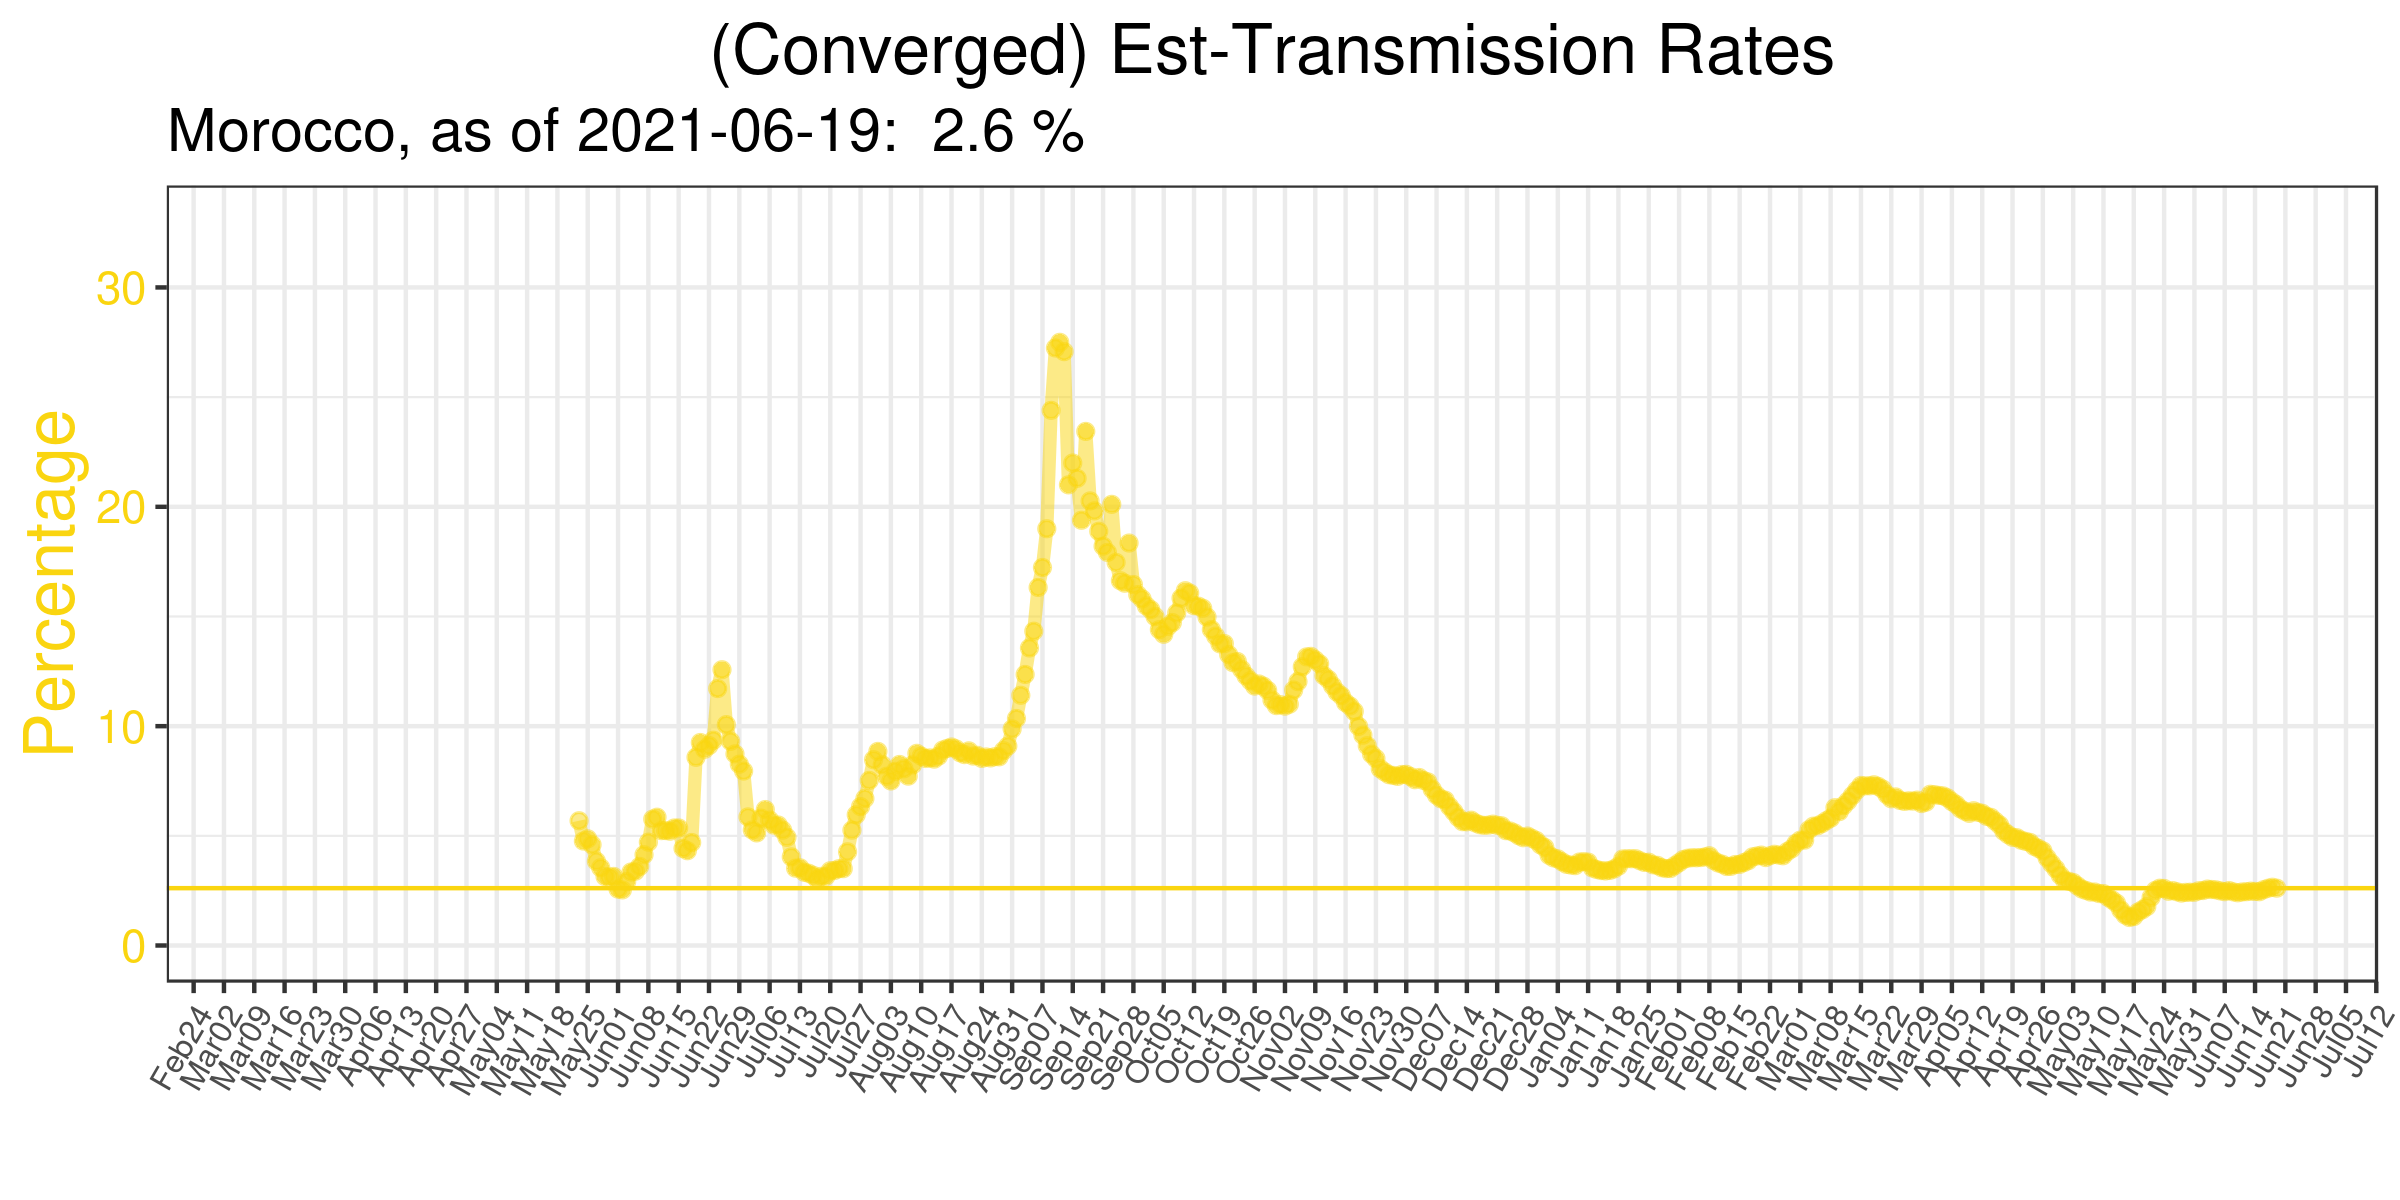 (Converged) Est-Transmission Rates
Morocco, as of 2021-06-19: 2.6 %
Percentage
30
20
10
0
Feb24 Mar02 Mar09 Mar16 Mar23 Mar30 Apr06 Apr13 Apr20 Apr27 May04 May11 May18 May25 Jun01 Jun08 Jun15 Jun22 Jun29 Jul06 Jul13 Jul20 Jul27 Aug03 Aug10 Aug17 Aug24 Aug31 Sep07 Sep14 Sep21 Sep28 Oct05 Oct12 Oct19 Oct26 Nov02 Nov09 Nov16 Nov23 Nov30 Dec07 Dec14 Dec21 Dec28 Jan04 Jan11 Jan18 Jan25 Feb01 Feb08 Feb15 Feb22 Mar01 Mar08 Mar15 Mar22 Mar29 Apr05 Apr12 Apr19 Apr26 May03 May10 May17 May24 May31 Jun07 Jun14 Jun21 Jun28 Jul05 Jul12